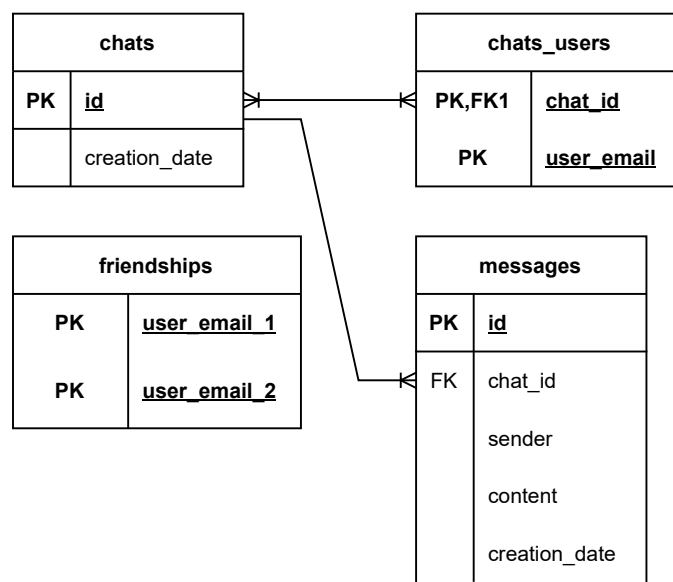 chats
PK id
creation_date
chats_users
PK,FK1 chat_id
PK user_email
friendships
PK user_email_1
PK user_email_2
messages
PK id
FK chat_id
sender
content
creation_date